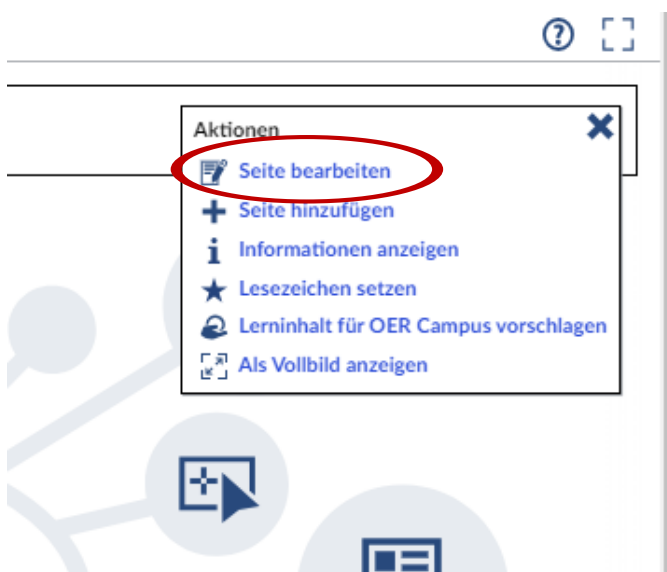 Aktionen
Seite bearbeiten
Seite hinzufügen
Informationen anzeigen
Lesezeichen setzen
Lerninhalt für OER Campus vorschlagen
Als Vollbild anzeigen